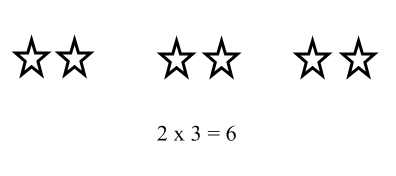 2 x 3 = 6